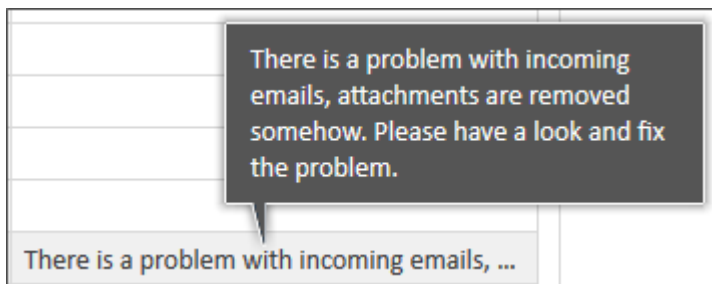 There is a problem with incoming
emails, attachments are removed
somehow. Please have a look and fix
the problem.
There is a problem with incoming emails, ...